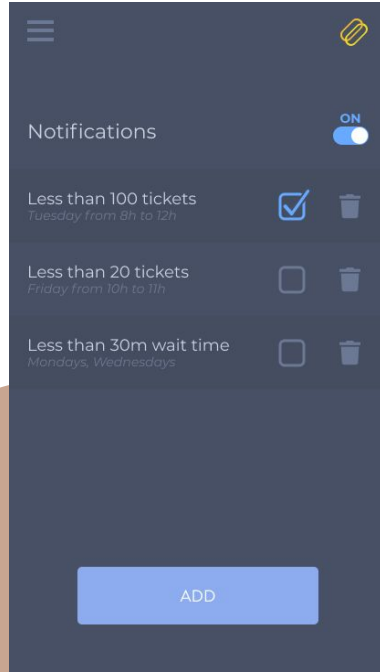 ON
Notifications
Less than 100 tickets
Tuesday from 8h to 12h
Less than 20 tickets
Friday from 10h to 11h
Less than 30m wait time
Mondays, Wednesdays
ADD